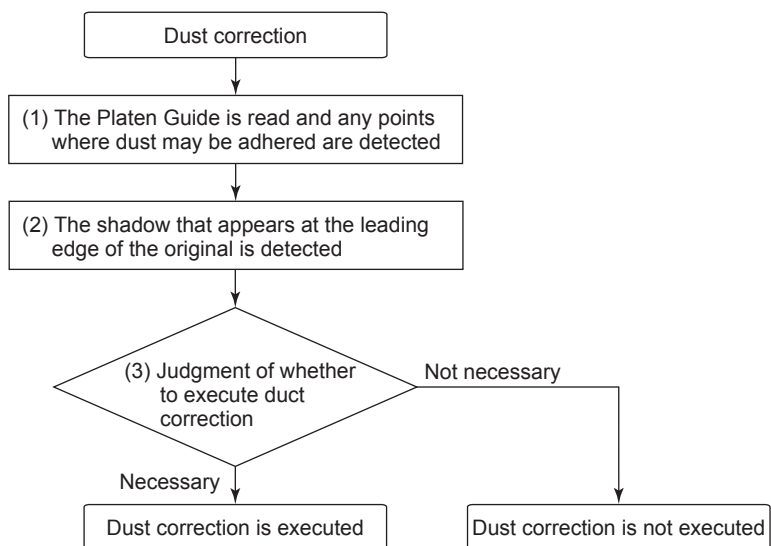 Dust correction
(1) The Platen Guide is read and any points
where dust may be adhered are detected
(2) The shadow that appears at the leading
edge of the original is detected
(3) Judgment of whether
to execute duct
correction
Not necessary
Necessary
Dust correction is executed
Dust correction is not executed